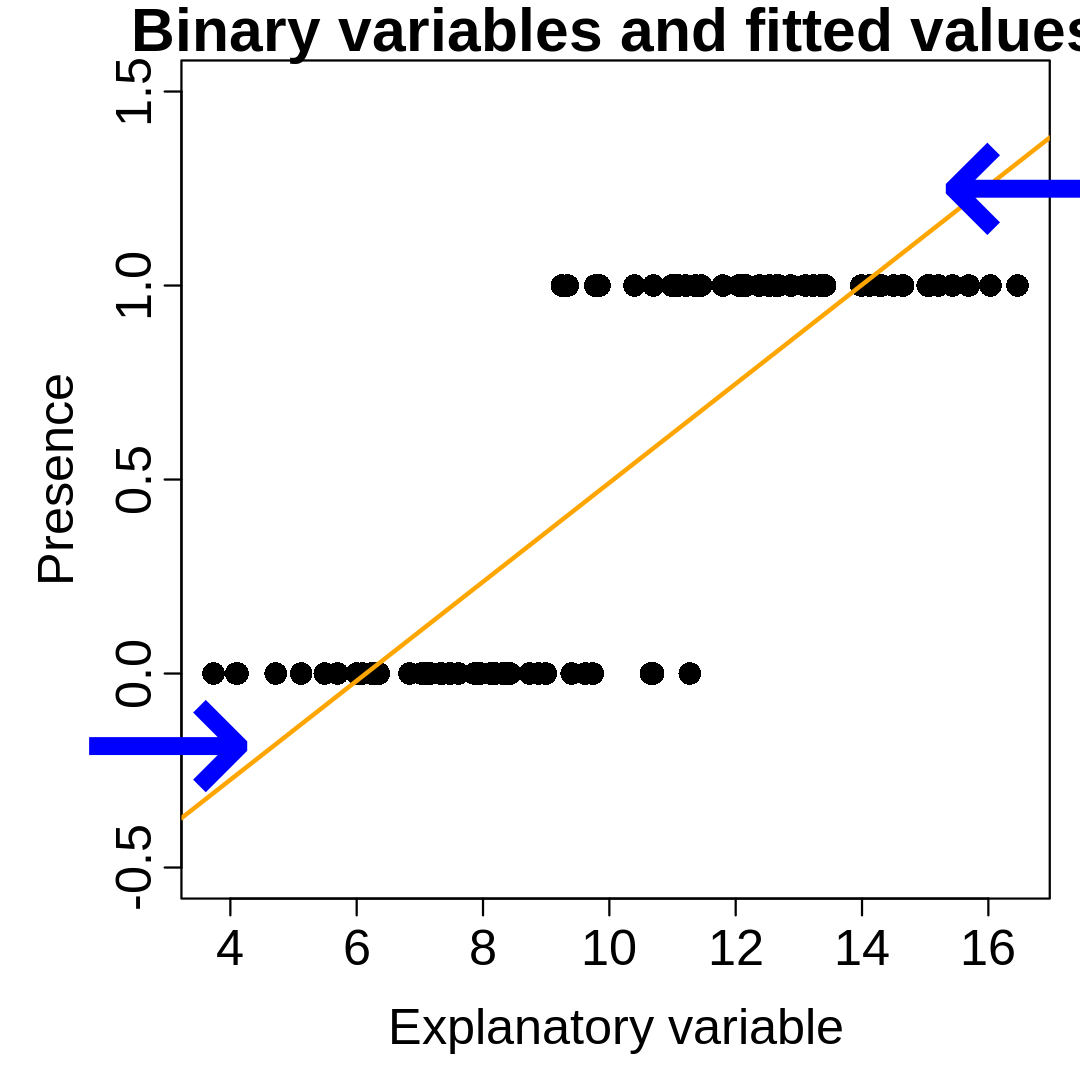 Binary variables and fitted values
1.5
1.0
0.5
0.0
-0.5
Presence
4 6 8 10 12 14 16
Explanatory variable